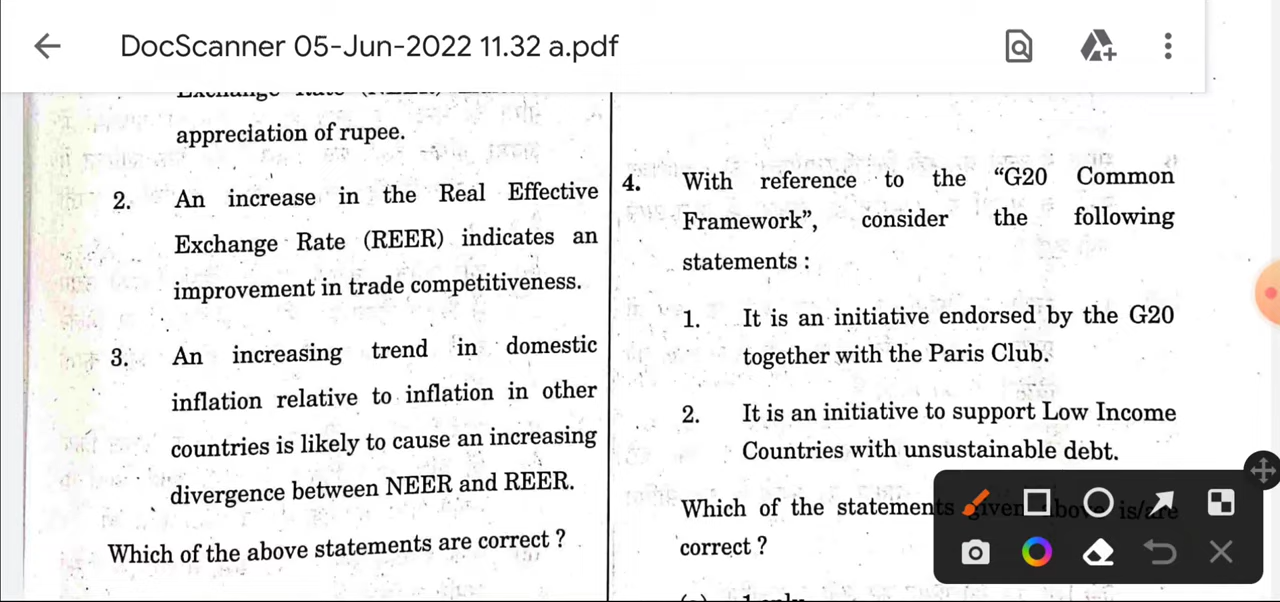 DocScanner 05-Jun-2022 11.32 a.pdf
appreciation of rupee.
2. An increase in the Real Effective
Exchange Rate (REER) indicates an
improvement in trade competitiveness.
3. An increasing trend in domestic
inflation relative to inflation in other
countries is likely to cause an increasing
divergence between NEER and REER.
Which of the above statements are correct ?
4. With reference to the “G20 Common
Framework”, consider the following
statements :
1. It is an initiative endorsed by the G20
together with the Paris Club.
2. It is an initiative to support Low Income
Countries with unsustainable debt.
Which of the statements given above is/are
correct ?